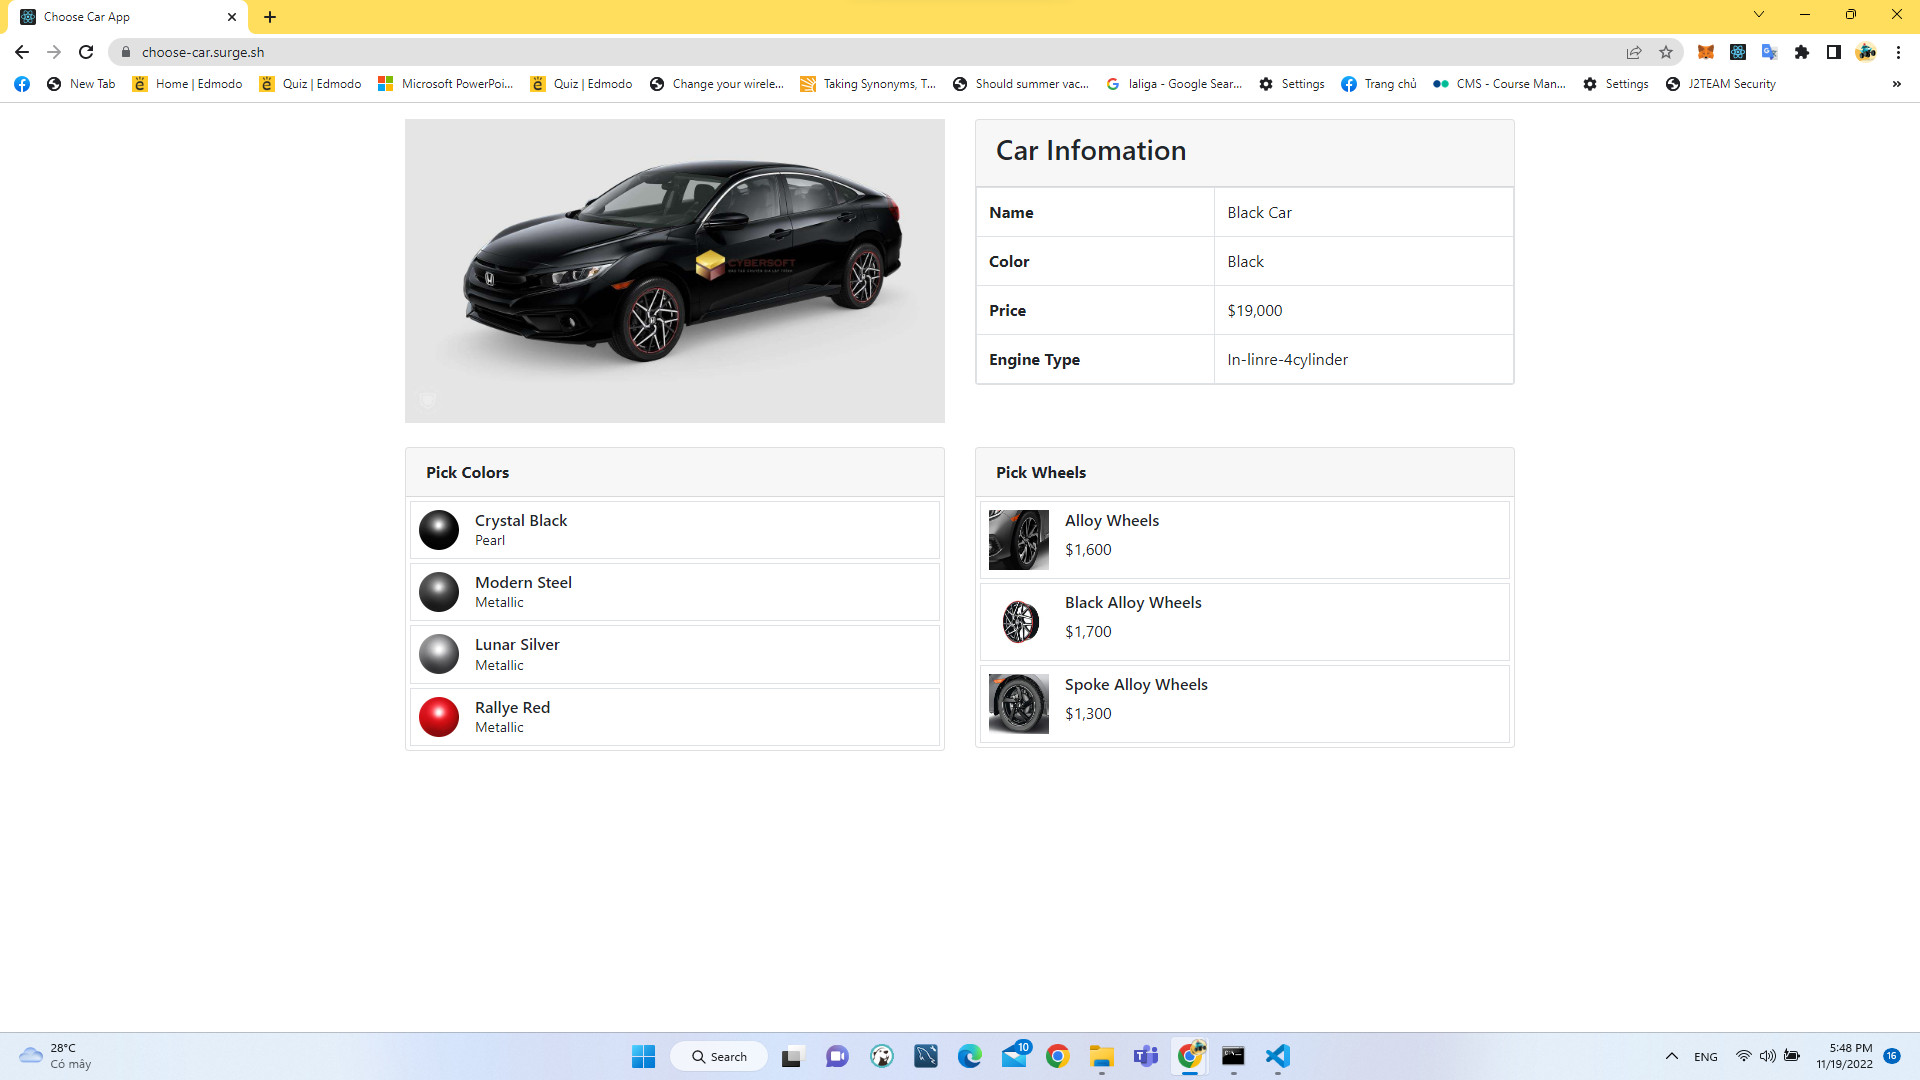 Choose Car App
choose-car.surge.sh
New Tab
Home | Edmodo
Quiz | Edmodo
Microsoft PowerPoi...
Quiz | Edmodo
Change your wirele...
Taking Synonyms, T...
Should summer vac...
laliga - Google Sear...
Settings
Trang chủ
CMS - Course Man...
Settings
J2TEAM Security
»
CYBERSOFT
Car Infomation
Name Black Car
Color Black
Price $19,000
Engine Type In-linre-4cylinder
Pick Colors
Crystal Black
Pearl
Modern Steel
Metallic
Lunar Silver
Metallic
Rallye Red
Metallic
Pick Wheels
Alloy Wheels
$1,600
Black Alloy Wheels
$1,700
Spoke Alloy Wheels
$1,300
28°C
Có mây
Search
10
ENG
5:48 PM
11/19/2022
16